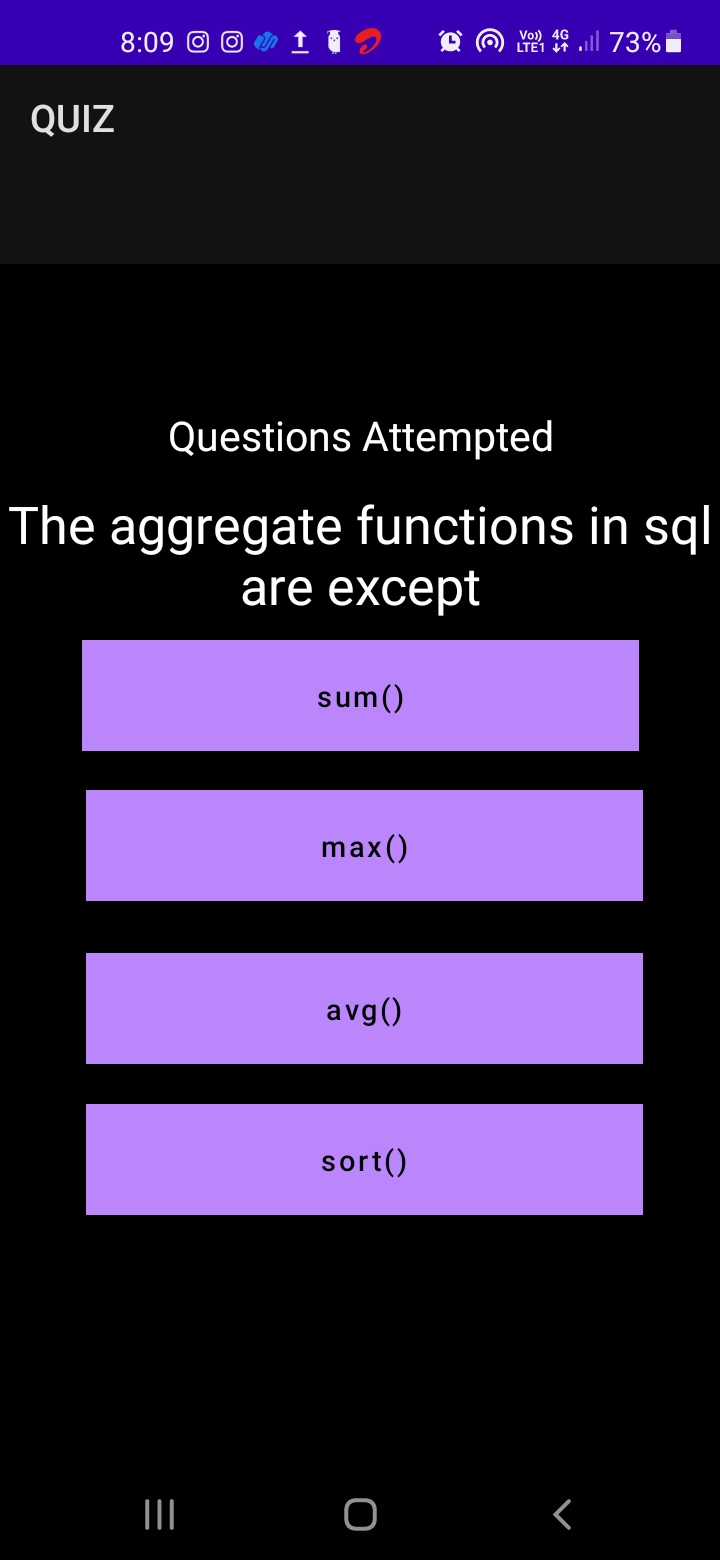 8:09
Vo)) 4G
LTE1
73%
QUIZ
Questions Attempted
The aggregate functions in sql
are except
sum()
max()
avg()
sort()